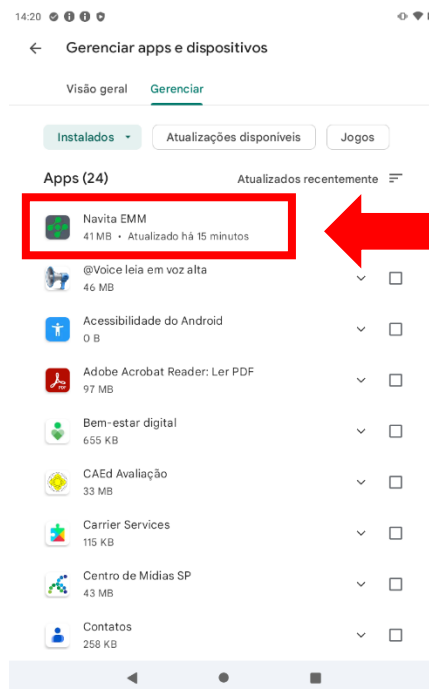 14:20
Gerenciar apps e dispositivos
Visão geral Gerenciar
Instalados Atualizações disponíveis Jogos
Apps (24) Atualizados recentemente
Navita EMM
41 MB • Atualizado há 15 minutos
@Voice leia em voz alta
46 MB
Acessibilidade do Android
0 B
Adobe Acrobat Reader: Ler PDF
97 MB
Bem-estar digital
655 KB
CAEd Avaliação
33 MB
Carrier Services
115 KB
Centro de Mídias SP
43 MB
Contatos
258 KB